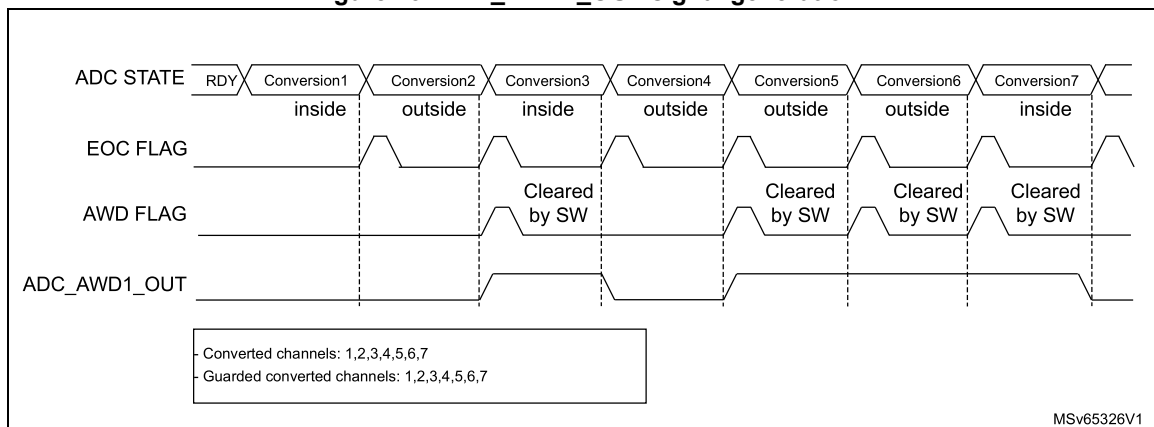 ADC STATE RDY Conversion1 Conversion2 Conversion3 Conversion4 Conversion5 Conversion6 Conversion7
inside outside inside outside outside outside inside
EOC FLAG
Cleared Cleared Cleared Cleared
AWD FLAG by SW by SW by SW by SW
ADC_AWD1_OUT
- Converted channels: 1,2,3,4,5,6,7
- Guarded converted channels: 1,2,3,4,5,6,7
MSv65326V1